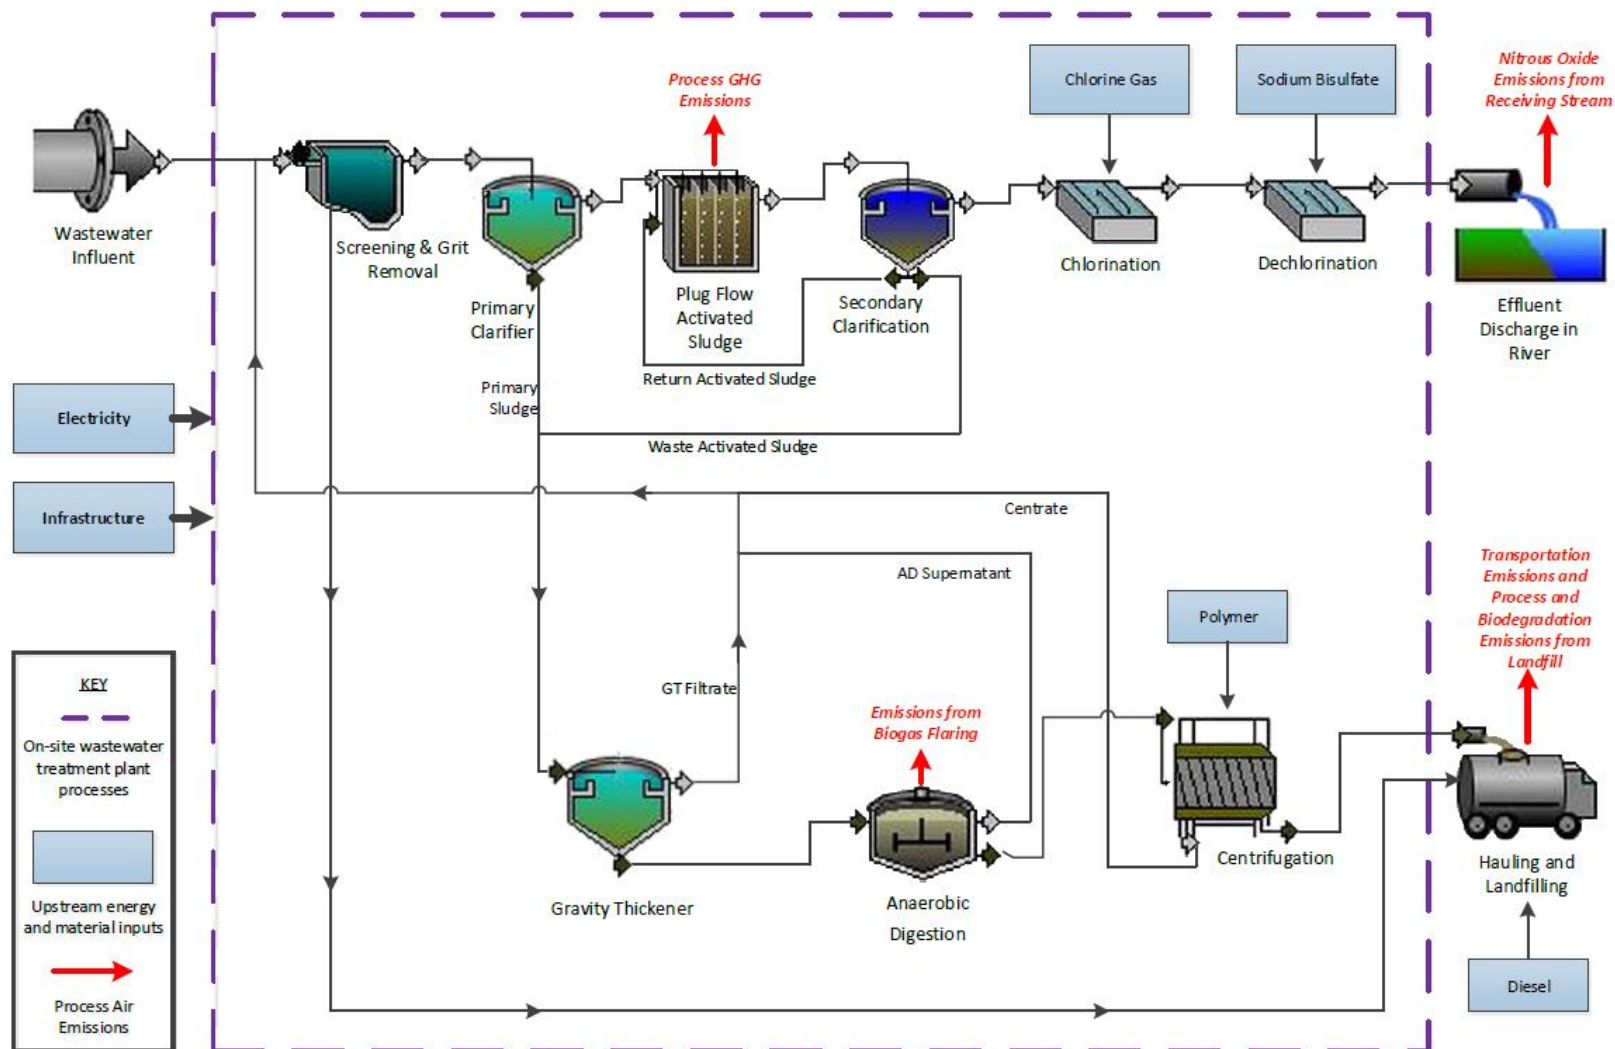 Process GHG
Emissions
Chlorine Gas
Sodium Bisulfate
Nitrous Oxide
Emissions from
Receiving Stream
Wastewater
Influent
Screening & Grit
Removal
Primary
Clarifier
Plug Flow
Activated
Sludge
Secondary
Clarification
Chlorination
Dechlorination
Effluent
Discharge in
River
Return Activated Sludge
Primary
Sludge
Waste Activated Sludge
Electricity
Infrastructure
Centrate
AD Supernatant
GT Filtrate
Polymer
Transportation
Emissions and
Process and
Biodegradation
Emissions from
Landfill
Emissions from
Biogas Flaring
Gravity Thickener
Anaerobic
Digestion
Centrifugation
Hauling and
Landfilling
Diesel
KEY
On-site wastewater
treatment plant
processes
Upstream energy
and material inputs
Process Air
Emissions